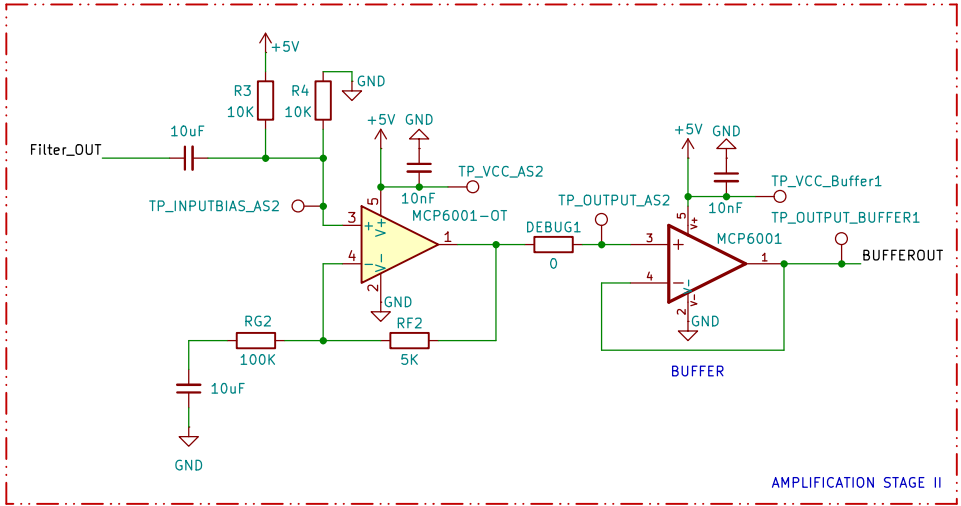 +5V
R3
10K
R4
10K
GND
10uF
Filter_OUT
+5V
GND
TP_VCC_AS2
10nF
TP_INPUTBIAS_AS2
MCP6001-OT
3
4
5
2
1
+
V+
V-
GND
RG2
100K
RF2
5K
10uF
GND
DEBUG1
0
TP_OUTPUT_AS2
+5V
GND
TP_VCC_Buffer1
10nF
TP_OUTPUT_BUFFER1
MCP6001
3
4
5
2
1
+
-
V+
V-
V-
GND
BUFFEROUT
BUFFER
AMPLIFICATION STAGE II